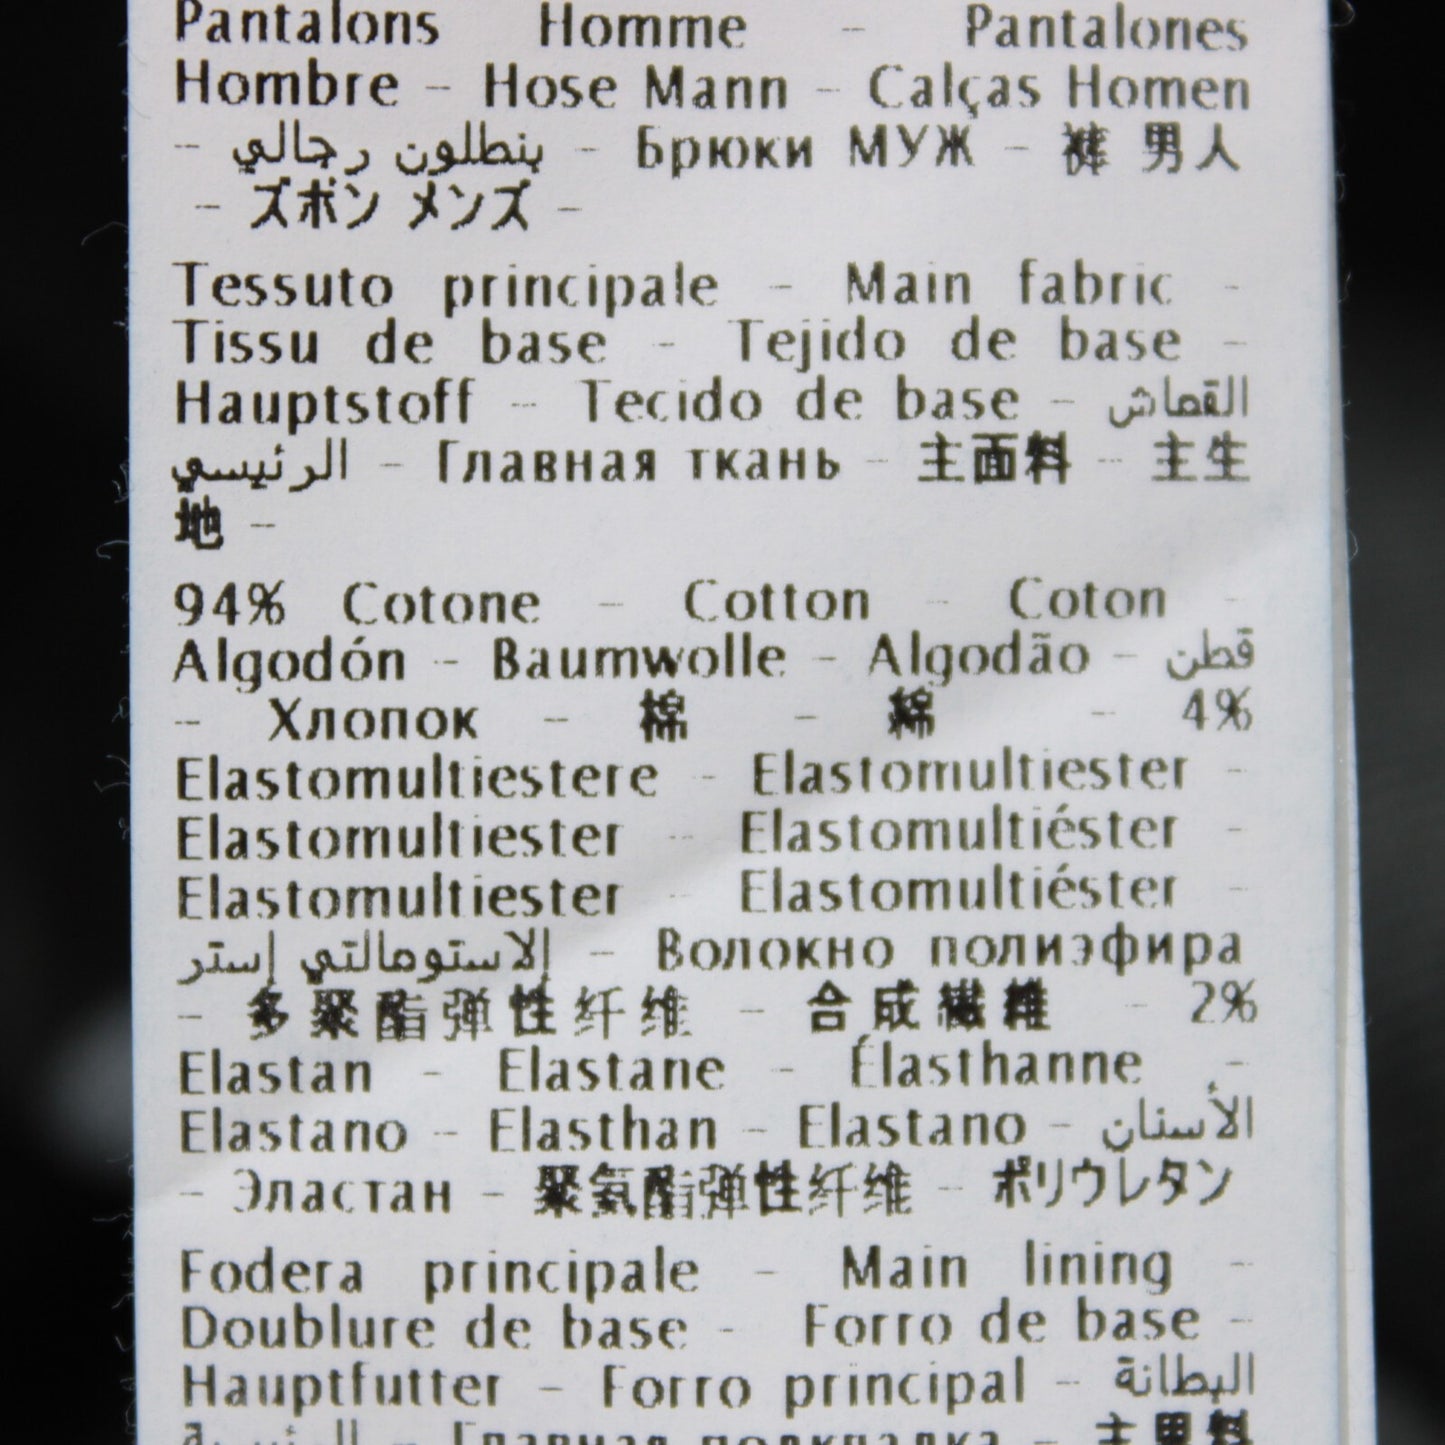 Pantalons Homme - Pantalones
Hombre - Hose Mann - Calças Homen
- بنطلون رجالي - Брюки МУЖ - 裤 男人
- ズボン メンズ -
Tessuto principale - Main fabric -
Tissu de base - Tejido de base -
Hauptstoff - Tecido de base - القماش
الرئيسي - Главная ткань - 主面料 - 主生
地 -
94% Cotone - Cotton - Coton -
Algodón - Baumwolle - Algodão - قطن
- Хлопок - 棉 - 綿 - 4%
Elastomultiestere - Elastomultiester -
Elastomultiester - Elastomultiéster -
Elastomultiester - Elastomultiéster -
الاستومالتي إستر - Волокно полиэфира
- 多聚酯弹性纤维 - 合成繊維 - 2%
Elastan - Elastane - Élasthanne -
Elastano - Elasthan - Elastano - الأسنان
- Эластан - 聚氨酯弹性纤维 - ポリウレタン
Fodera principale - Main lining -
Doublure de base - Forro de base -
Hauptfutter - Forro principal - البطانة
الرئيسية - Главная подкладка -